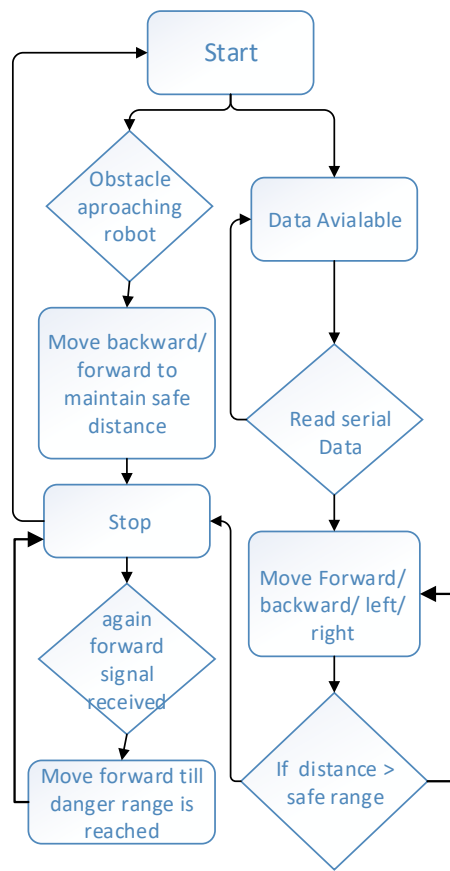 Start
Obstacle
aproaching
robot
Data Avialable
Move backward/
forward to
maintain safe
distance
Read serial
Data
Stop
Move Forward/
backward/ left/
right
again
forward
signal
received
If distance >
safe range
Move forward till
danger range is
reached